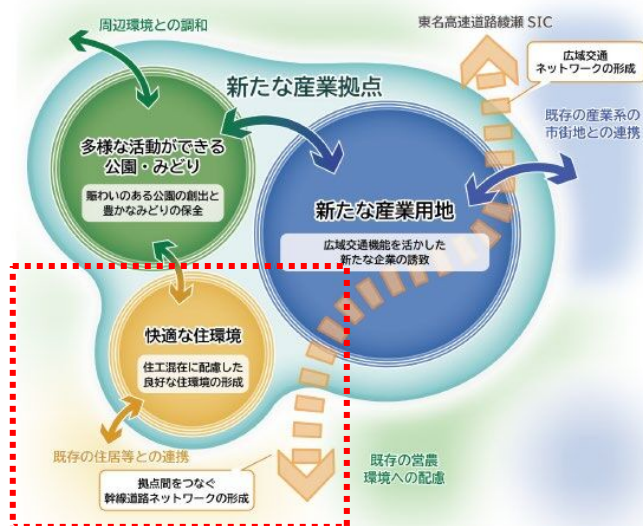 周辺環境との調和
東名高速道路綾瀬 SIC
広域交通
ネットワークの形成
新たな産業拠点
既存の産業系の
市街地との連携
多様な活動ができる
公園・みどり
賑わいのある公園の創出と
豊かなみどりの保全
新たな産業用地
広域交通機能を活かした
新たな企業の誘致
快適な住環境
住工混在に配慮した
良好な住環境の形成
既存の住居等との連携
拠点間をつなぐ
幹線道路ネットワークの形成
既存の営農
環境への配慮